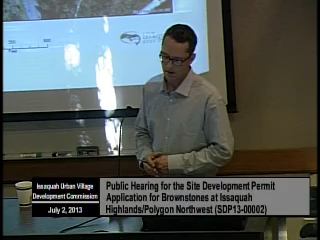 Issaquah Urban Village
Development Commission
July 2, 2013
Public Hearing for the Site Development Permit
Application for Brownstones at Issaquah
Highlands/Polygon Northwest (SDP13-00002)